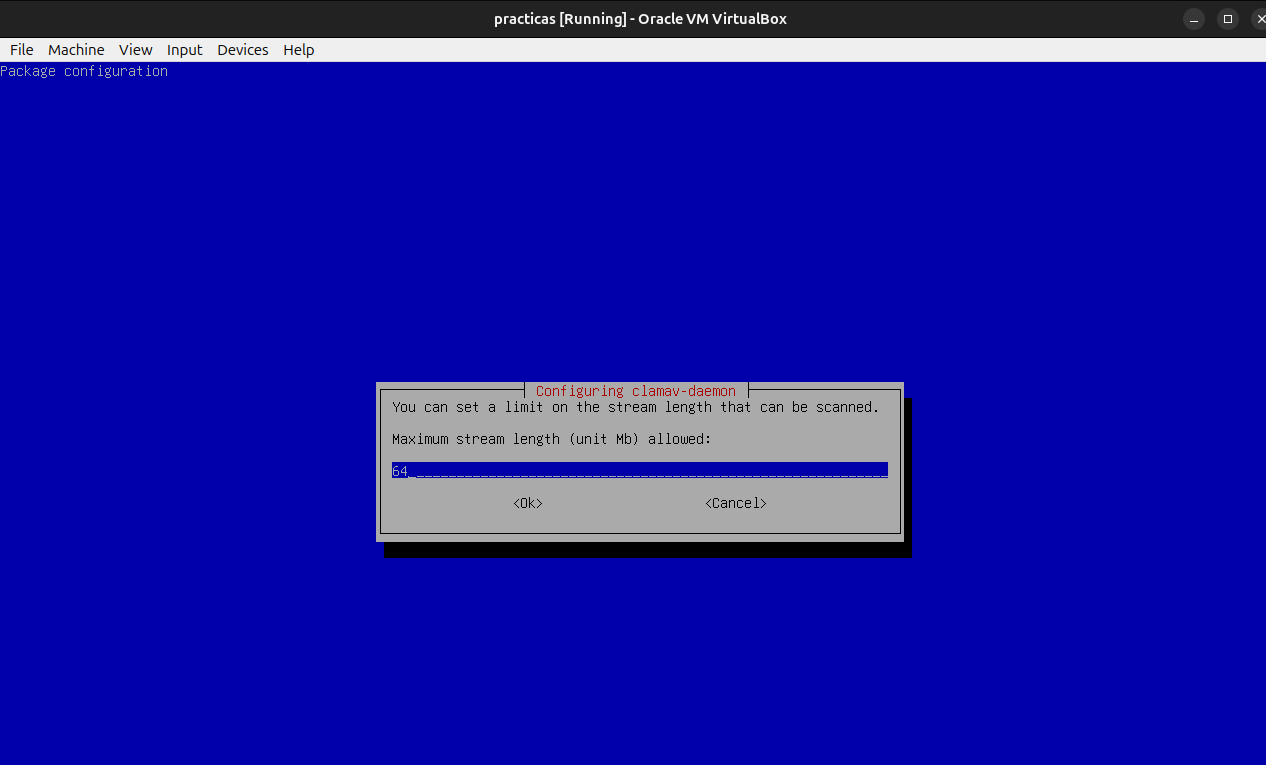 practicas [Running] - Oracle VM VirtualBox
File Machine View Input Devices Help
Package configuration
Configuring clamav-daemon
You can set a limit on the stream length that can be scanned.
Maximum stream length (unit Mb) allowed:
64
<Ok> <Cancel>